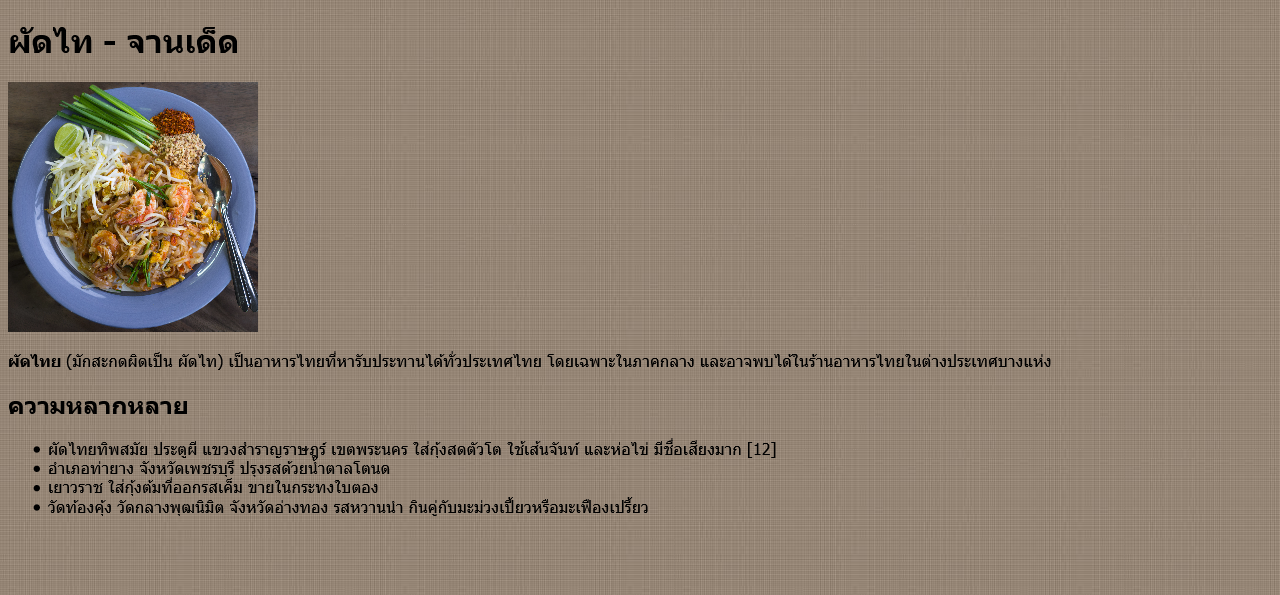 ผัดไท - จานเด็ด
ผัดไทย (มักสะกดผิดเป็น ผัดไท) เป็นอาหารไทยที่หารับประทานได้ทั่วประเทศไทย โดยเฉพาะในภาคกลาง และอาจพบได้ในร้านอาหารไทยในต่างประเทศบางแห่ง
ความหลากหลาย
• ผัดไทยทิพสมัย ประตูผี แขวงสำราญราษฎร์ เขตพระนคร ใส่กุ้งสดตัวโต ใช้เส้นจันท์ และห่อไข่ มีชื่อเสียงมาก [12]
• อำเภอท่ายาง จังหวัดเพชรบุรี ปรุงรสด้วยน้ำตาลโตนด
• เยาวราช ใส่กุ้งต้มที่ออกรสเค็ม ขายในกระทงใบตอง
• วัดท้องคุ้ง วัดกลางพุฒนิมิต จังหวัดอ่างทอง รสหวานนำ กินคู่กับมะม่วงเปี้ยวหรือมะเฟืองเปรี้ยว